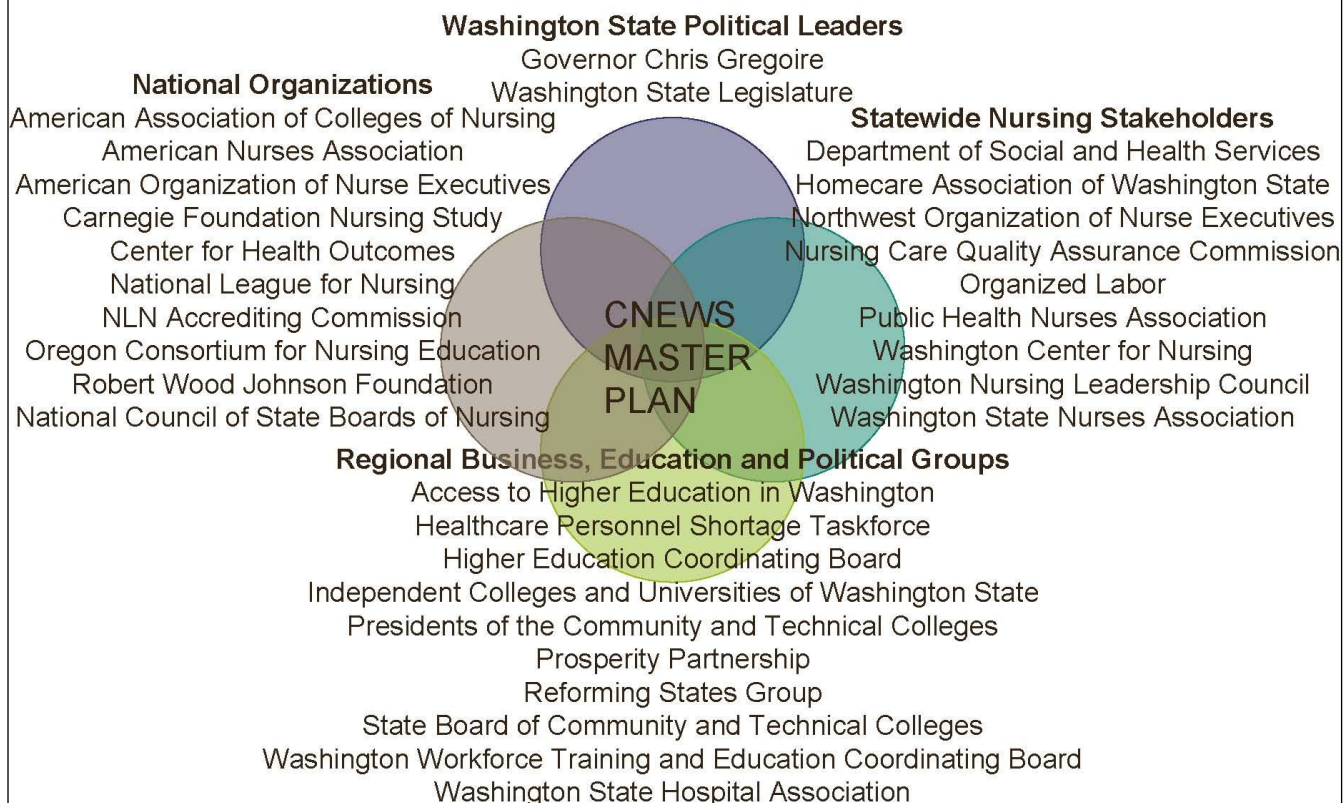 Washington State Political Leaders
Governor Chris Gregoire
Washington State Legislature
National Organizations
American Association of Colleges of Nursing
American Nurses Association
American Organization of Nurse Executives
Carnegie Foundation Nursing Study
Center for Health Outcomes
National League for Nursing
NLN Accrediting Commission
Oregon Consortium for Nursing Education
Robert Wood Johnson Foundation
National Council of State Boards of Nursing
Statewide Nursing Stakeholders
Department of Social and Health Services
Homecare Association of Washington State
Northwest Organization of Nurse Executives
Nursing Care Quality Assurance Commission
Organized Labor
Public Health Nurses Association
Washington Center for Nursing
Washington Nursing Leadership Council
Washington State Nurses Association
CNEWS
MASTER
PLAN
Regional Business, Education and Political Groups
Access to Higher Education in Washington
Healthcare Personnel Shortage Taskforce
Higher Education Coordinating Board
Independent Colleges and Universities of Washington State
Presidents of the Community and Technical Colleges
Prosperity Partnership
Reforming States Group
State Board of Community and Technical Colleges
Washington Workforce Training and Education Coordinating Board
Washington State Hospital Association